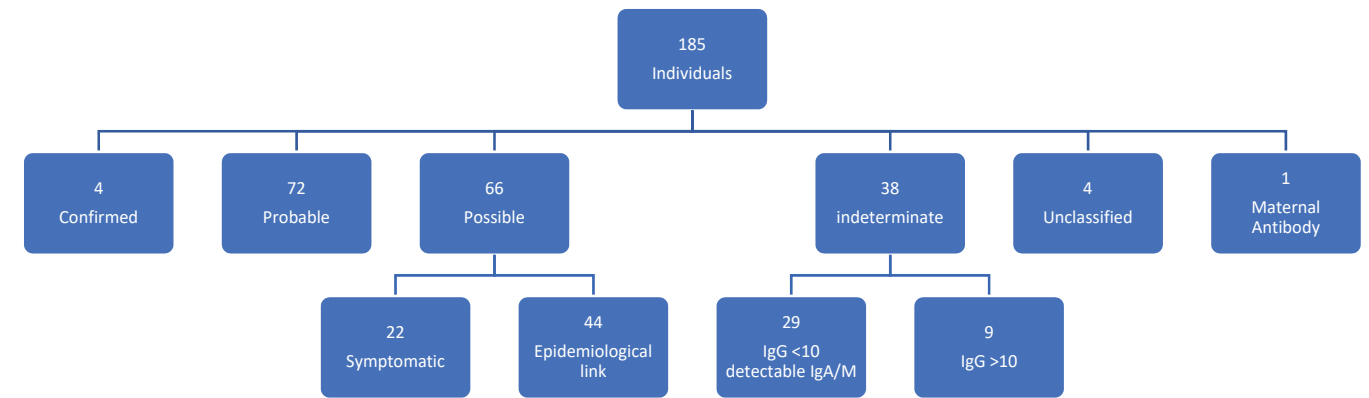 185
Individuals
4
Confirmed
72
Probable
66
Possible
38
indeterminate
4
Unclassified
1
Maternal
Antibody
22
Symptomatic
44
Epidemiological
link
29
IgG <10
detectable IgA/M
9
IgG >10